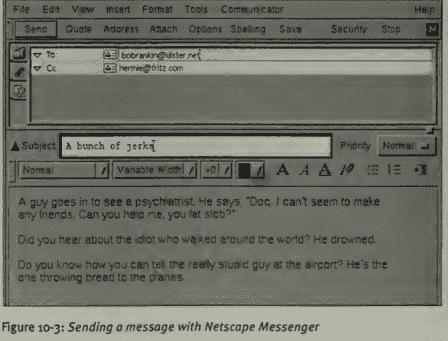 File Edit View Insert Format Tools Communicator Help
Send Quote Address Attach Options Spelling Save Security Stop N
To: bobrankin@ulster.net
Cc: hermie@fritz.com
Subject: A bunch of jerks Priority: Normal
Normal Variable Width +0 A A A
A guy goes in to see a psychiatrist. He says, "Doc, I can't seem to make
any friends. Can you help me, you fat slob?"
Did you hear about the idiot who walked around the world? He drowned.
Do you know how you can tell the really stupid guy at the airport? He's the
one throwing bread to the planes.
Figure 10-3: Sending a message with Netscape Messenger